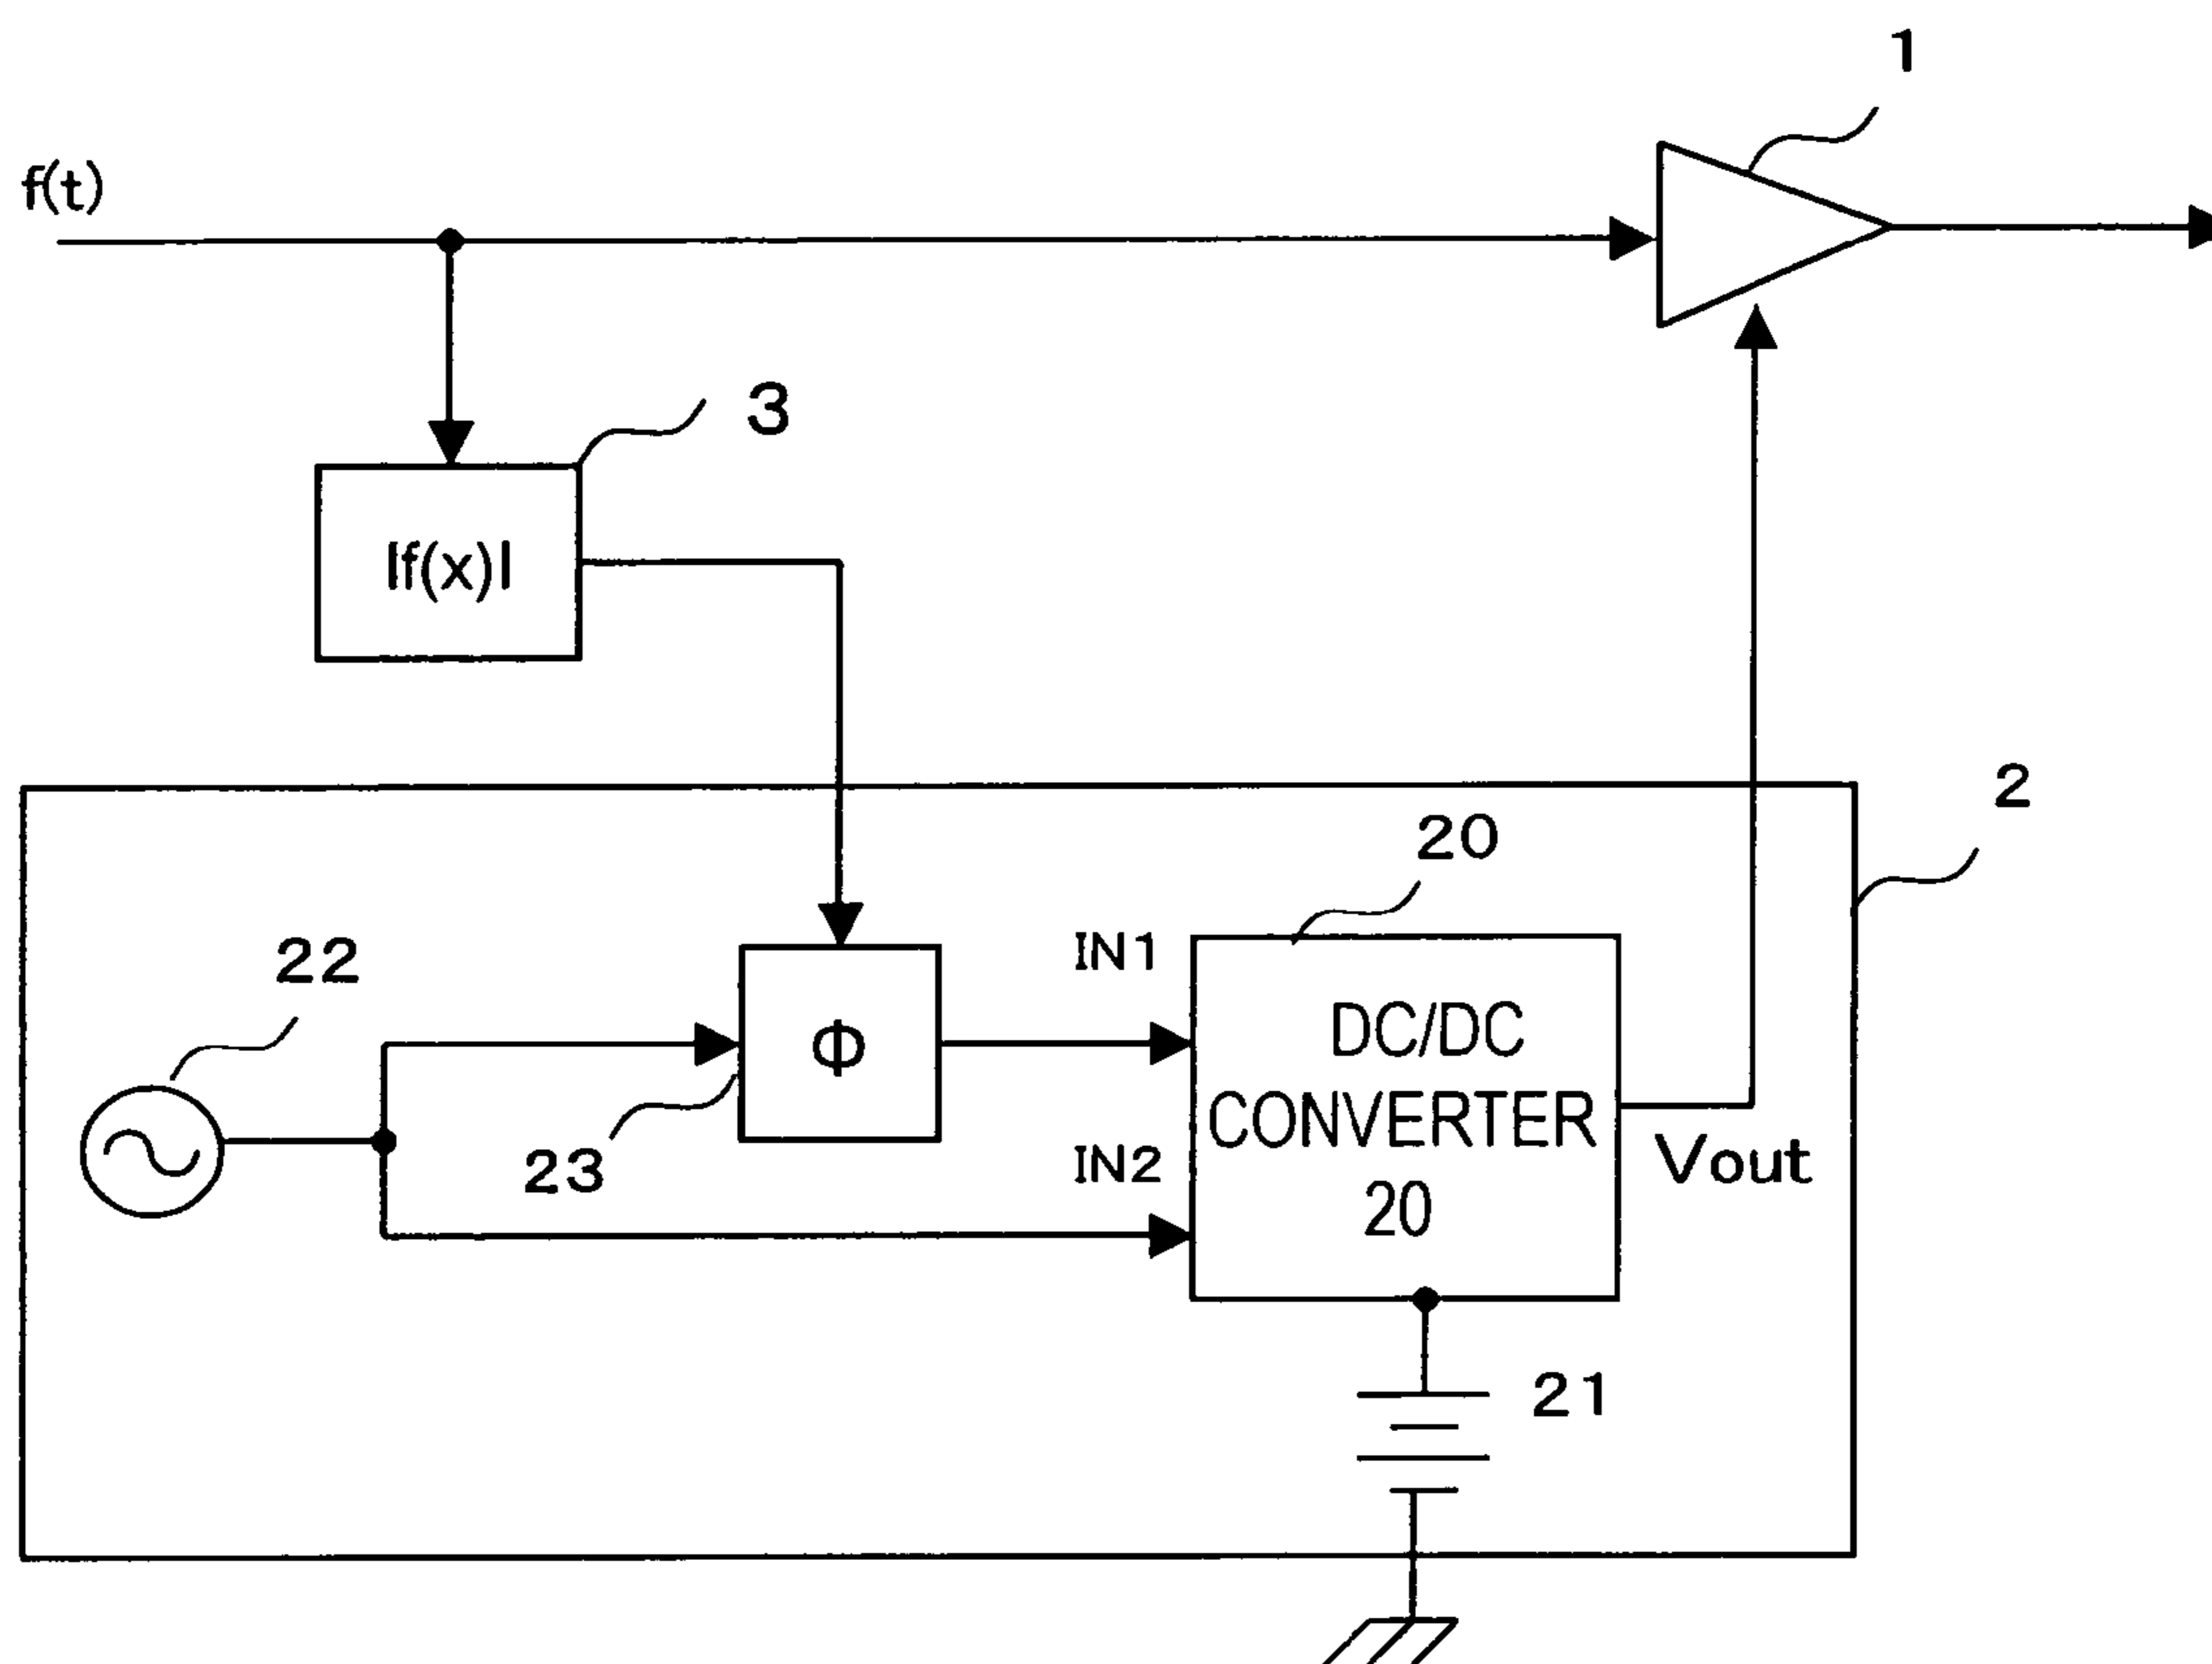 1
f(t)
3
|f(x)|
2
20
22
IN1
Φ
DC/DC
CONVERTER
20
IN2
23
Vout
21